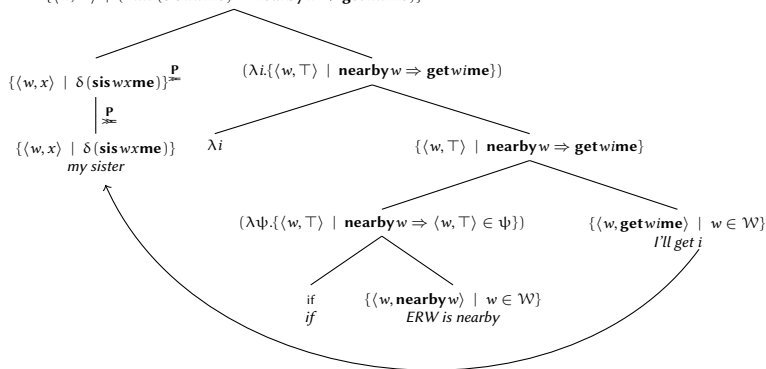 {⟨w, x⟩ | δ(sis wxme)}^P≫=
(λi.{⟨w, ⊤⟩ | nearby w ⇒ get wime})
P
≫=
{⟨w, x⟩ | δ(sis wxme)}
λi
{⟨w, ⊤⟩ | nearby w ⇒ get wime}
my sister
(λψ.{⟨w, ⊤⟩ | nearby w ⇒ ⟨w, ⊤⟩ ∈ ψ})
{⟨w, get wime⟩ | w ∈ W}
I'll get i
if
{⟨w, nearby w⟩ | w ∈ W}
if
ERW is nearby